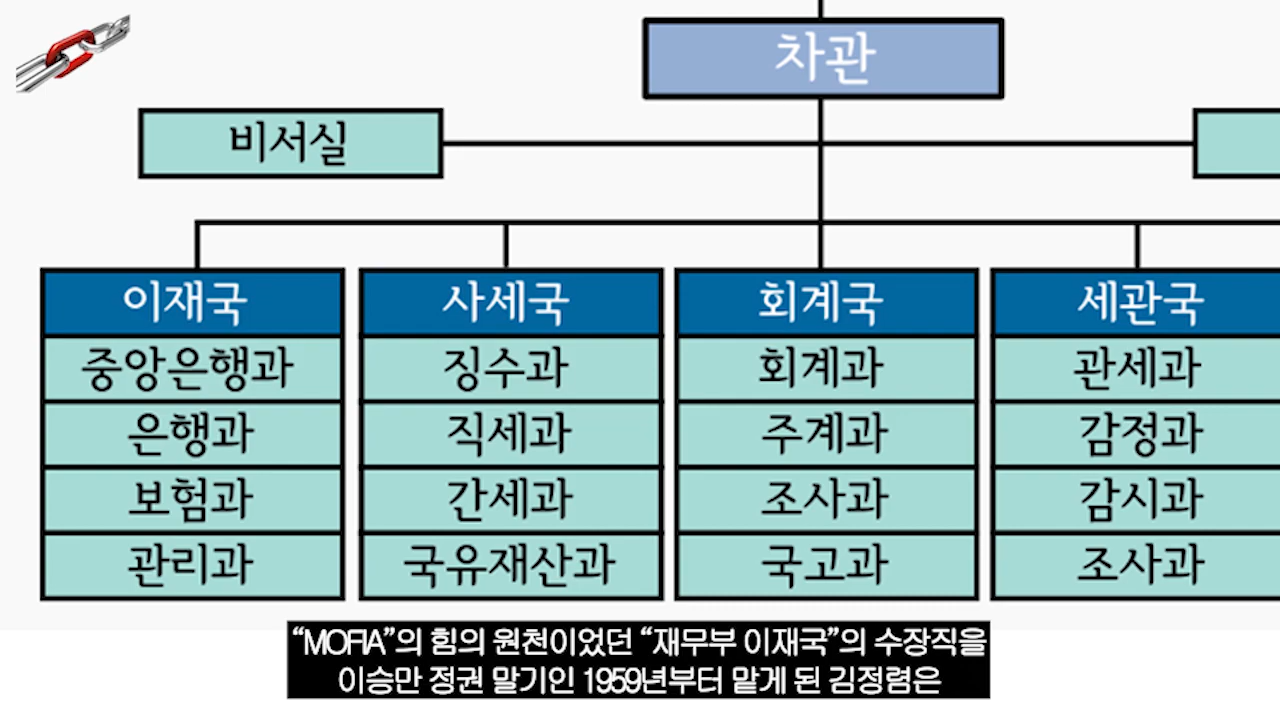 차관
비서실
이재국
중앙은행과
은행과
보험과
관리과
사세국
징수과
직세과
간세과
국유재산과
회계국
회계과
주계과
조사과
국고과
세관국
관세과
감정과
감시과
조사과
“MOFIA”의 힘의 원천이었던 “재무부 이재국”의 수장직을
이승만 정권 말기인 1959년부터 맡게 된 김정렴은